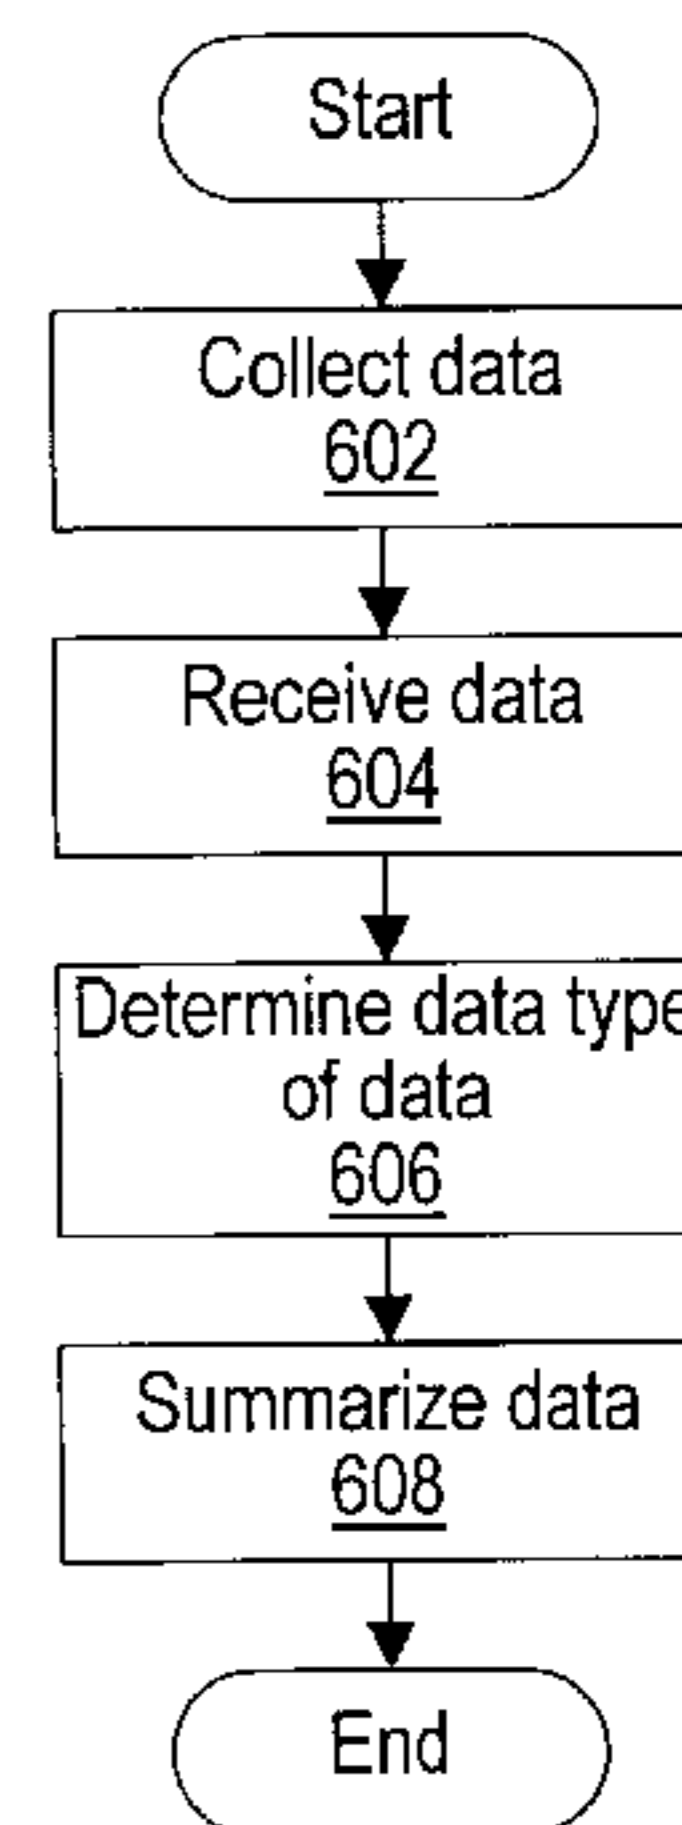 Start
Collect data
602
Receive data
604
Determine data type
of data
606
Summarize data
608
End